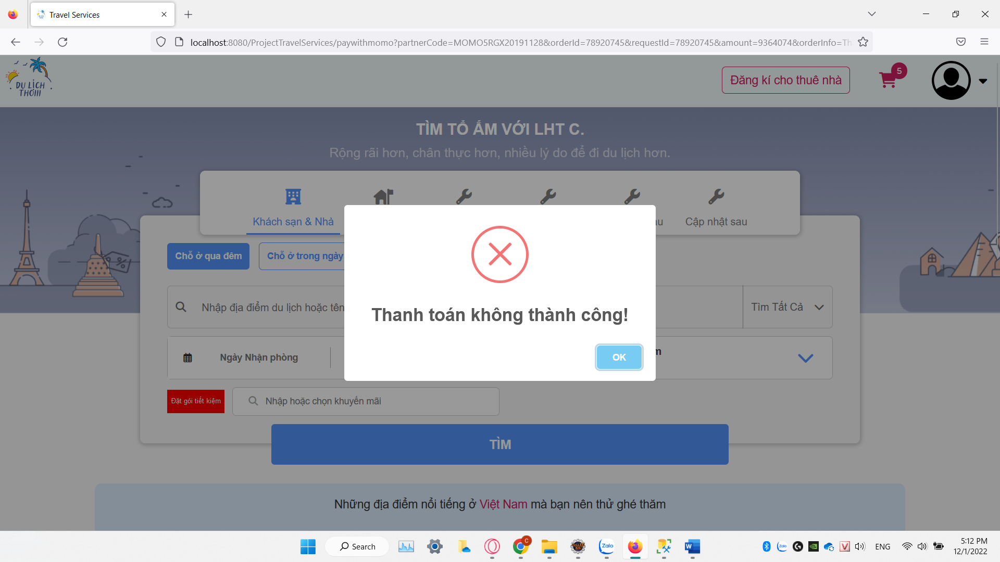 Travel Services
localhost:8080/ProjectTravelServices/paywithmomo?partnerCode=MOMO5RGX20191128&orderId=78920745&requestId=78920745&amount=9364074&orderInfo=Th
DU LỊCH
THÔIII
Đăng kí cho thuê nhà
5
TÌM TỔ ẤM VỚI LHT C.
Rộng rãi hơn, chân thực hơn, nhiều lý do để đi du lịch hơn.
Khách sạn & Nhà
au
Cập nhật sau
Chỗ ở qua đêm
Chỗ ở trong ngày
Nhập địa điểm du lịch hoặc tên
Tìm Tất Cả
Thanh toán không thành công!
OK
Ngày Nhận phòng
m
Đặt gói tiết kiệm
Nhập hoặc chọn khuyến mãi
TÌM
Những địa điểm nổi tiếng ở Việt Nam mà bạn nên thử ghé thăm
Search
C
Zalo
Zalo
ENG
5:12 PM
12/1/2022